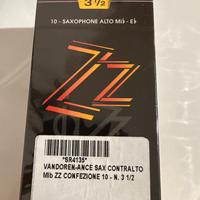 3 ½
10 - SAXOPHONE ALTO Mi♭ - E♭
ZZ
*SR4135*
VANDOREN-ANCE SAX CONTRALTO
MIb ZZ CONFEZIONE 10 - N. 3 1/2